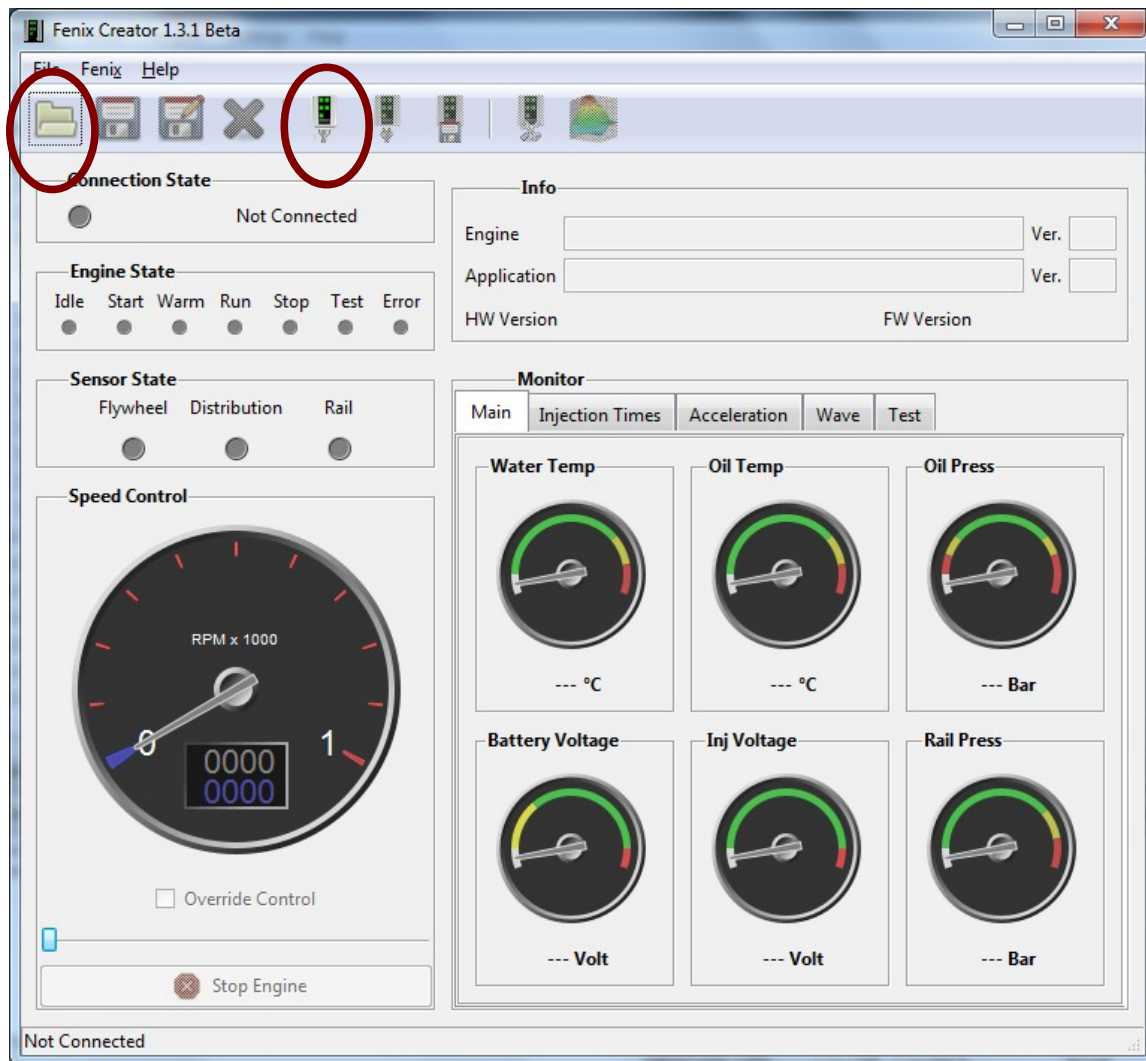 Fenix Creator 1.3.1 Beta
File Fenix Help
Connection State
Not Connected
Engine State
Idle Start Warm Run Stop Test Error
Sensor State
Flywheel Distribution Rail
Speed Control
RPM x 1000
0 1
0000
0000
Override Control
Stop Engine
Info
Engine Ver.
Application Ver.
HW Version FW Version
Monitor
Main Injection Times Acceleration Wave Test
Water Temp Oil Temp Oil Press
--- °C --- °C --- Bar
Battery Voltage Inj Voltage Rail Press
--- Volt --- Volt --- Bar
Not Connected